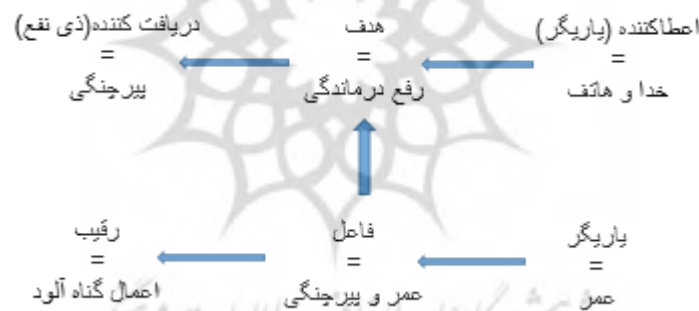 اعطاکننده (یاریگر)
=
خدا و هاتف
هدف
=
رفع درماندگی
دریافت کننده(ذی نفع)
=
پیرچنگی
یاریگر
=
عمر
فاعل
=
عمر و پیرچنگی
رقیب
=
اعمال گناه آلود